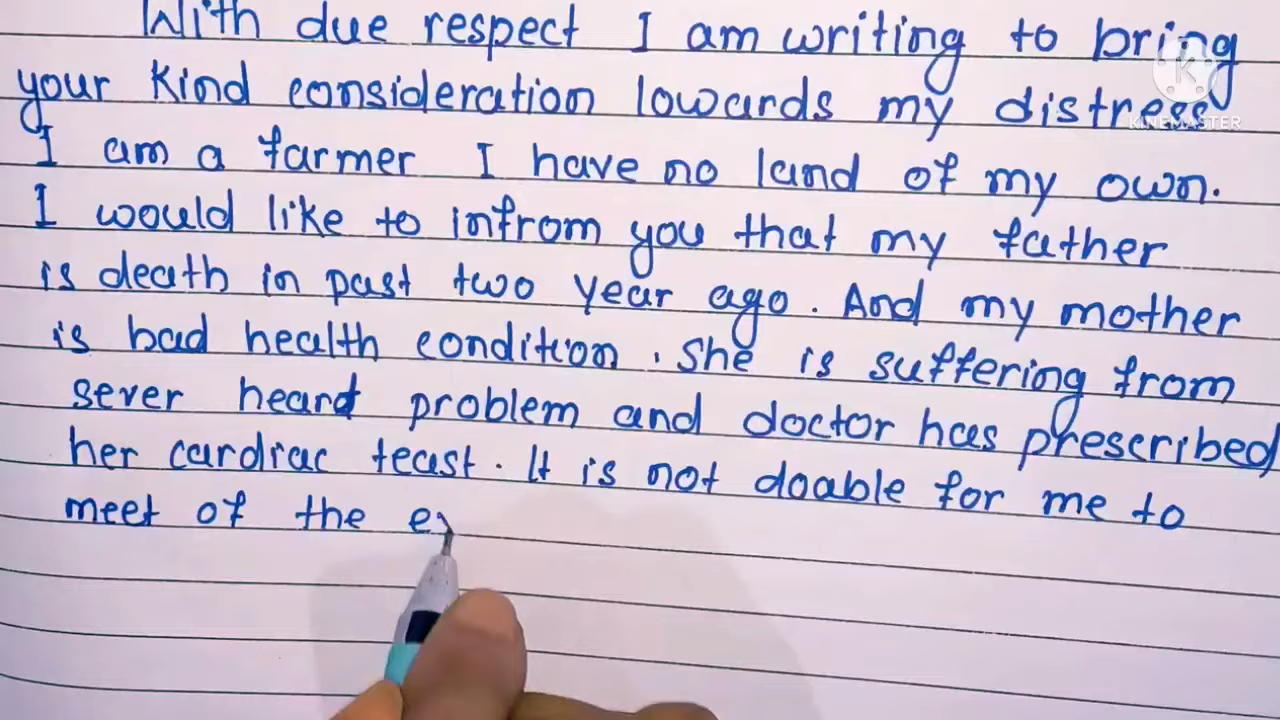 With due respect I am writing to bring
your kind consideration lowards my distress
I am a farmer I have no land of my own.
I would like to infrom you that my father
is death in past two year ago. And my mother
is bad health condition. She is suffering from
sever heard problem and doctor has prescribed
her cardiac teast. It is not doable for me to
meet of the ex
KINEMASTER